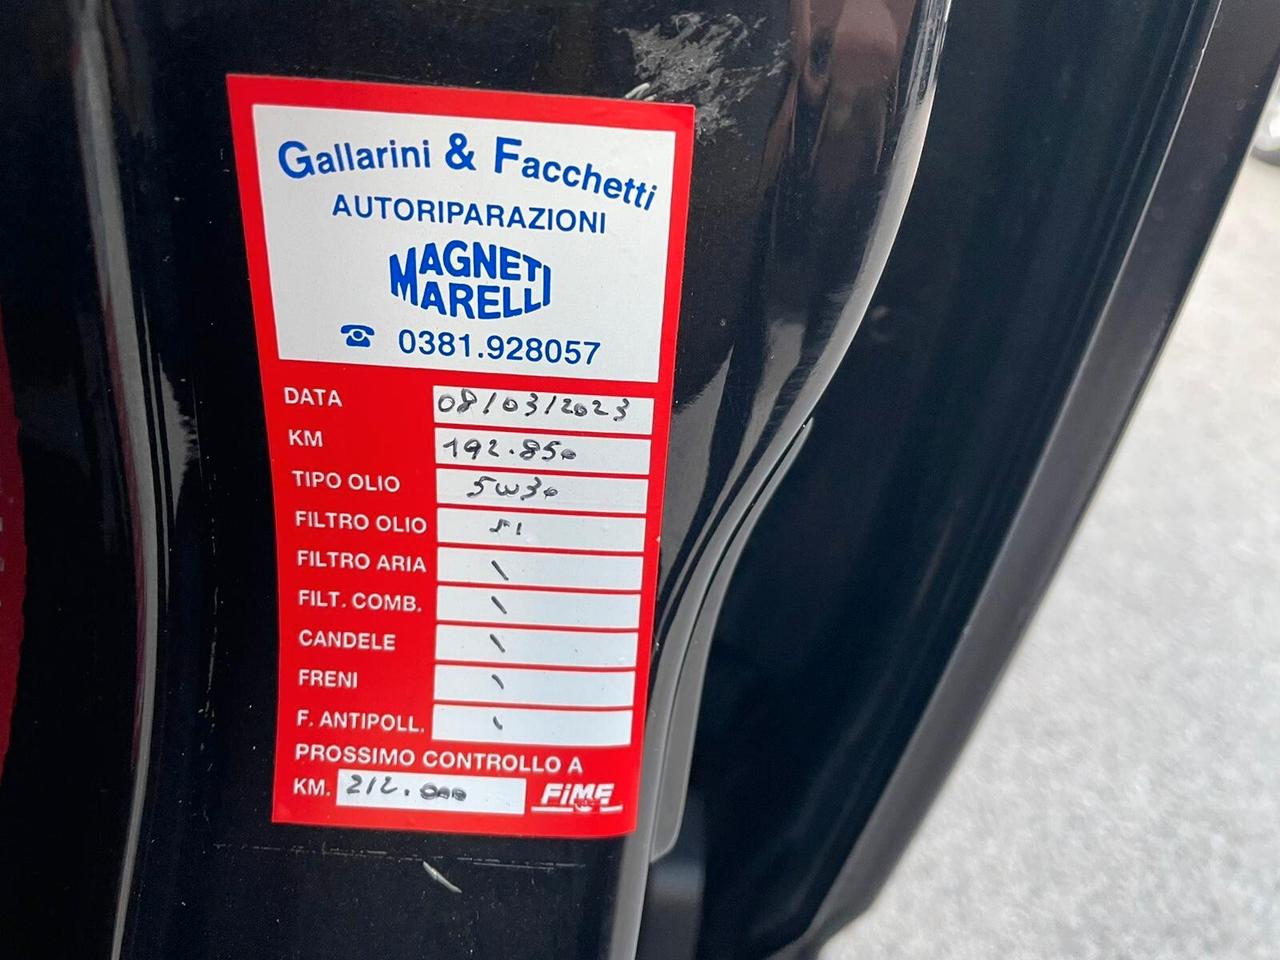 Gallarini & Facchetti
AUTORIPARAZIONI
MAGNETI
MARELLI
☎ 0381.928057
DATA 08/03/2023
KM 192.850
TIPO OLIO 5W30
FILTRO OLIO SI
FILTRO ARIA \
FILT. COMB. \
CANDELE \
FRENI \
F. ANTIPOLL. \
PROSSIMO CONTROLLO A
KM. 212.000 FIME